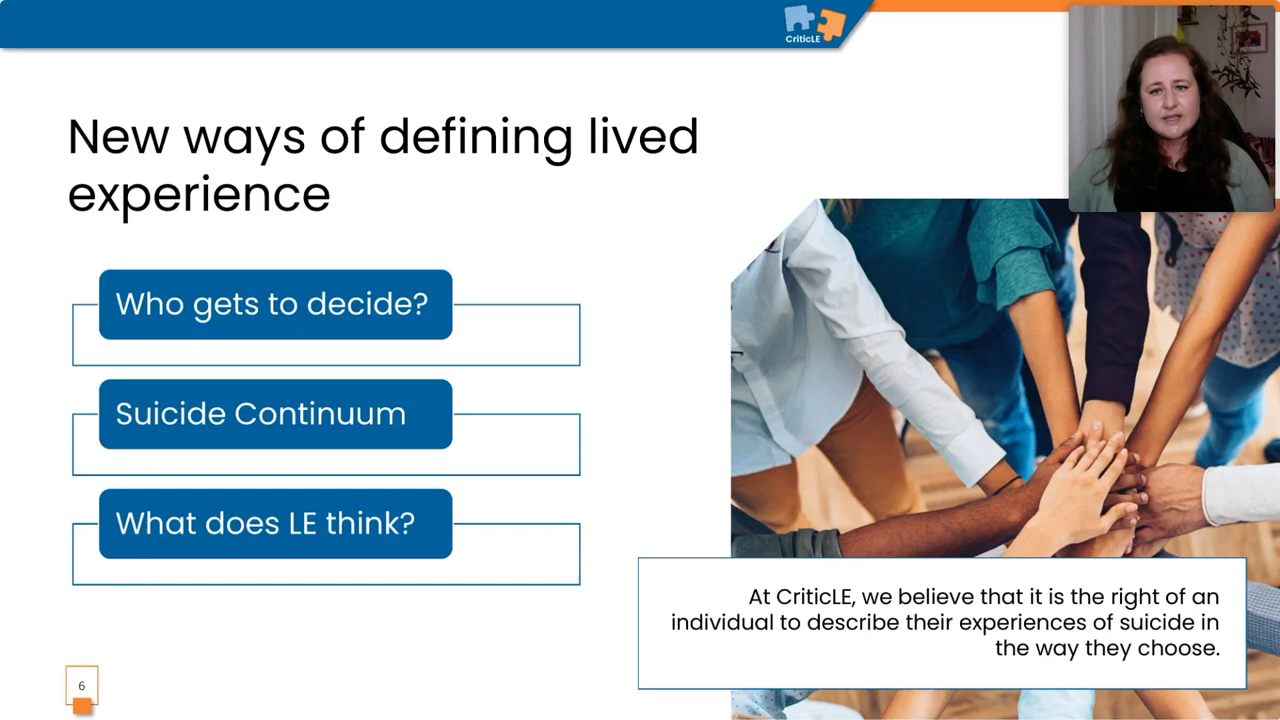 CriticLE
New ways of defining lived
experience
Who gets to decide?
Suicide Continuum
What does LE think?
At CriticLE, we believe that it is the right of an
individual to describe their experiences of suicide in
the way they choose.
6